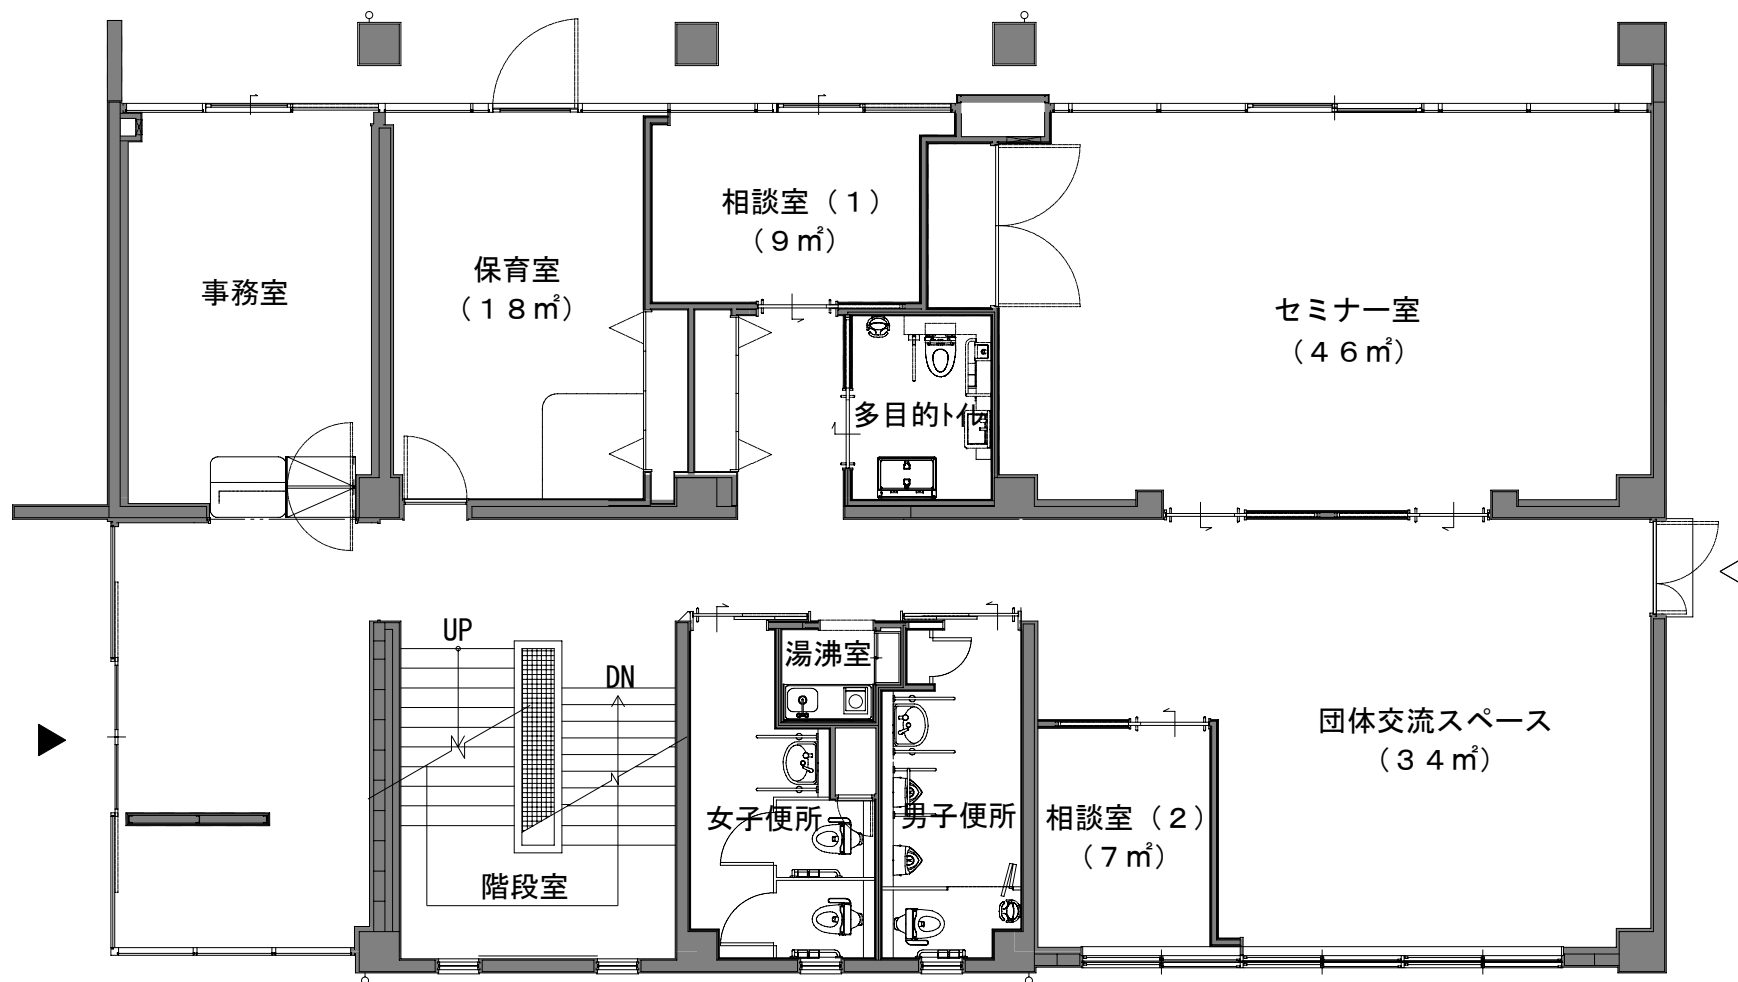 相談室（１）
（９㎡）
保育室
（１８㎡）
事務室
セミナー室
（４６㎡）
多目的ﾄｲﾚ
UP
DN
湯沸室
団体交流スペース
（３４㎡）
女子便所
男子便所
相談室（２）
（７㎡）
階段室